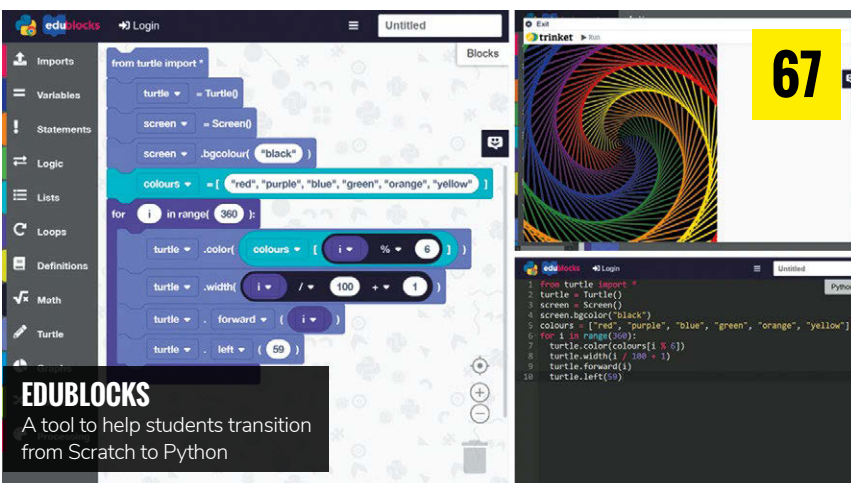 edublocks Login Untitled
Blocks
Imports
Variables
Statements
Logic
Lists
Loops
Definitions
Math
Turtle
Graphs
Processing
from turtle import *
turtle = Turtle()
screen = Screen()
screen .bgcolour( "black" )
colours = [ "red", "purple", "blue", "green", "orange", "yellow" ]
for i in range( 360 ):
turtle .color( colours [ i % 6 ] )
turtle .width( i / 100 + 1 )
turtle . forward ( i )
turtle . left ( 59 )
EDUBLOCKS
A tool to help students transition
from Scratch to Python
Exit
trinket Run
67
edublocks Login Untitled
Python
1 from turtle import *
2 turtle = Turtle()
3 screen = Screen()
4 screen.bgcolor("black")
5 colours = ["red", "purple", "blue", "green", "orange", "yellow"]
6 for i in range(360):
7 turtle.color(colours[i % 6])
8 turtle.width(i / 100 + 1)
9 turtle.forward(i)
10 turtle.left(59)